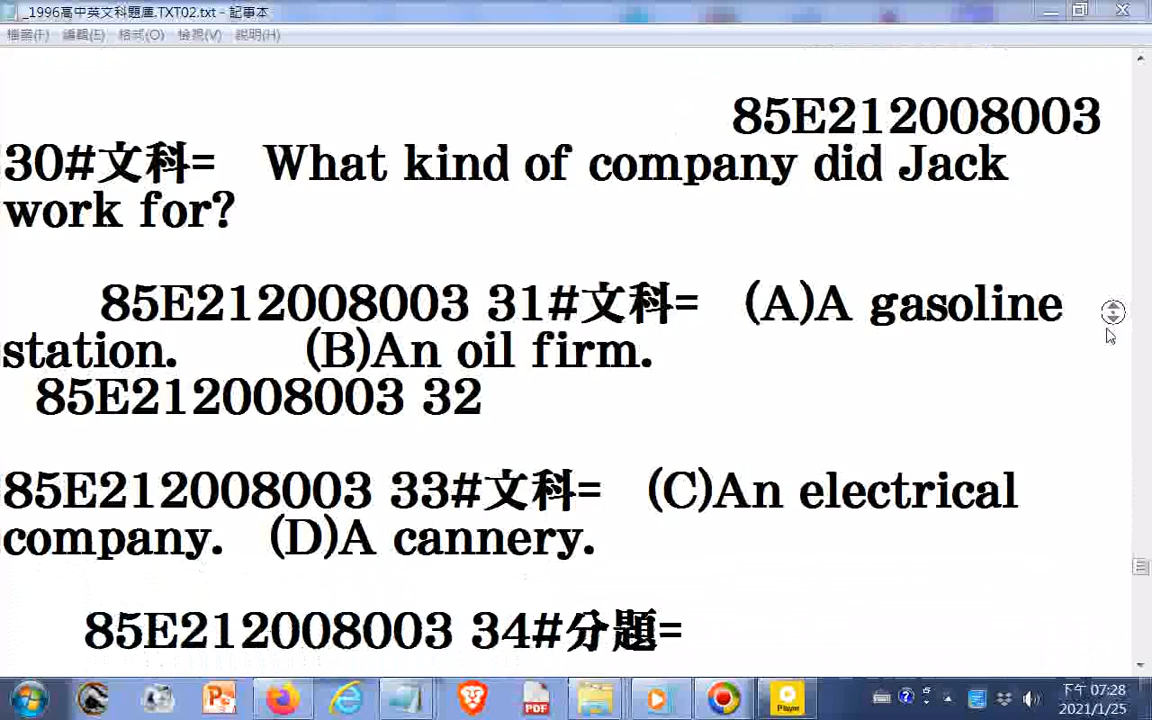 _1996高中英文科題庫.TXT02.txt - 記事本
檔案(F) 編輯(E) 格式(O) 檢視(V) 說明(H)
85E212008003
30#文科= What kind of company did Jack
work for?
85E212008003 31#文科= (A)A gasoline
station. (B)An oil firm.
85E212008003 32
85E212008003 33#文科= (C)An electrical
company. (D)A cannery.
85E212008003 34#分題=
PDF
Player
下午 07:28
2021/1/25